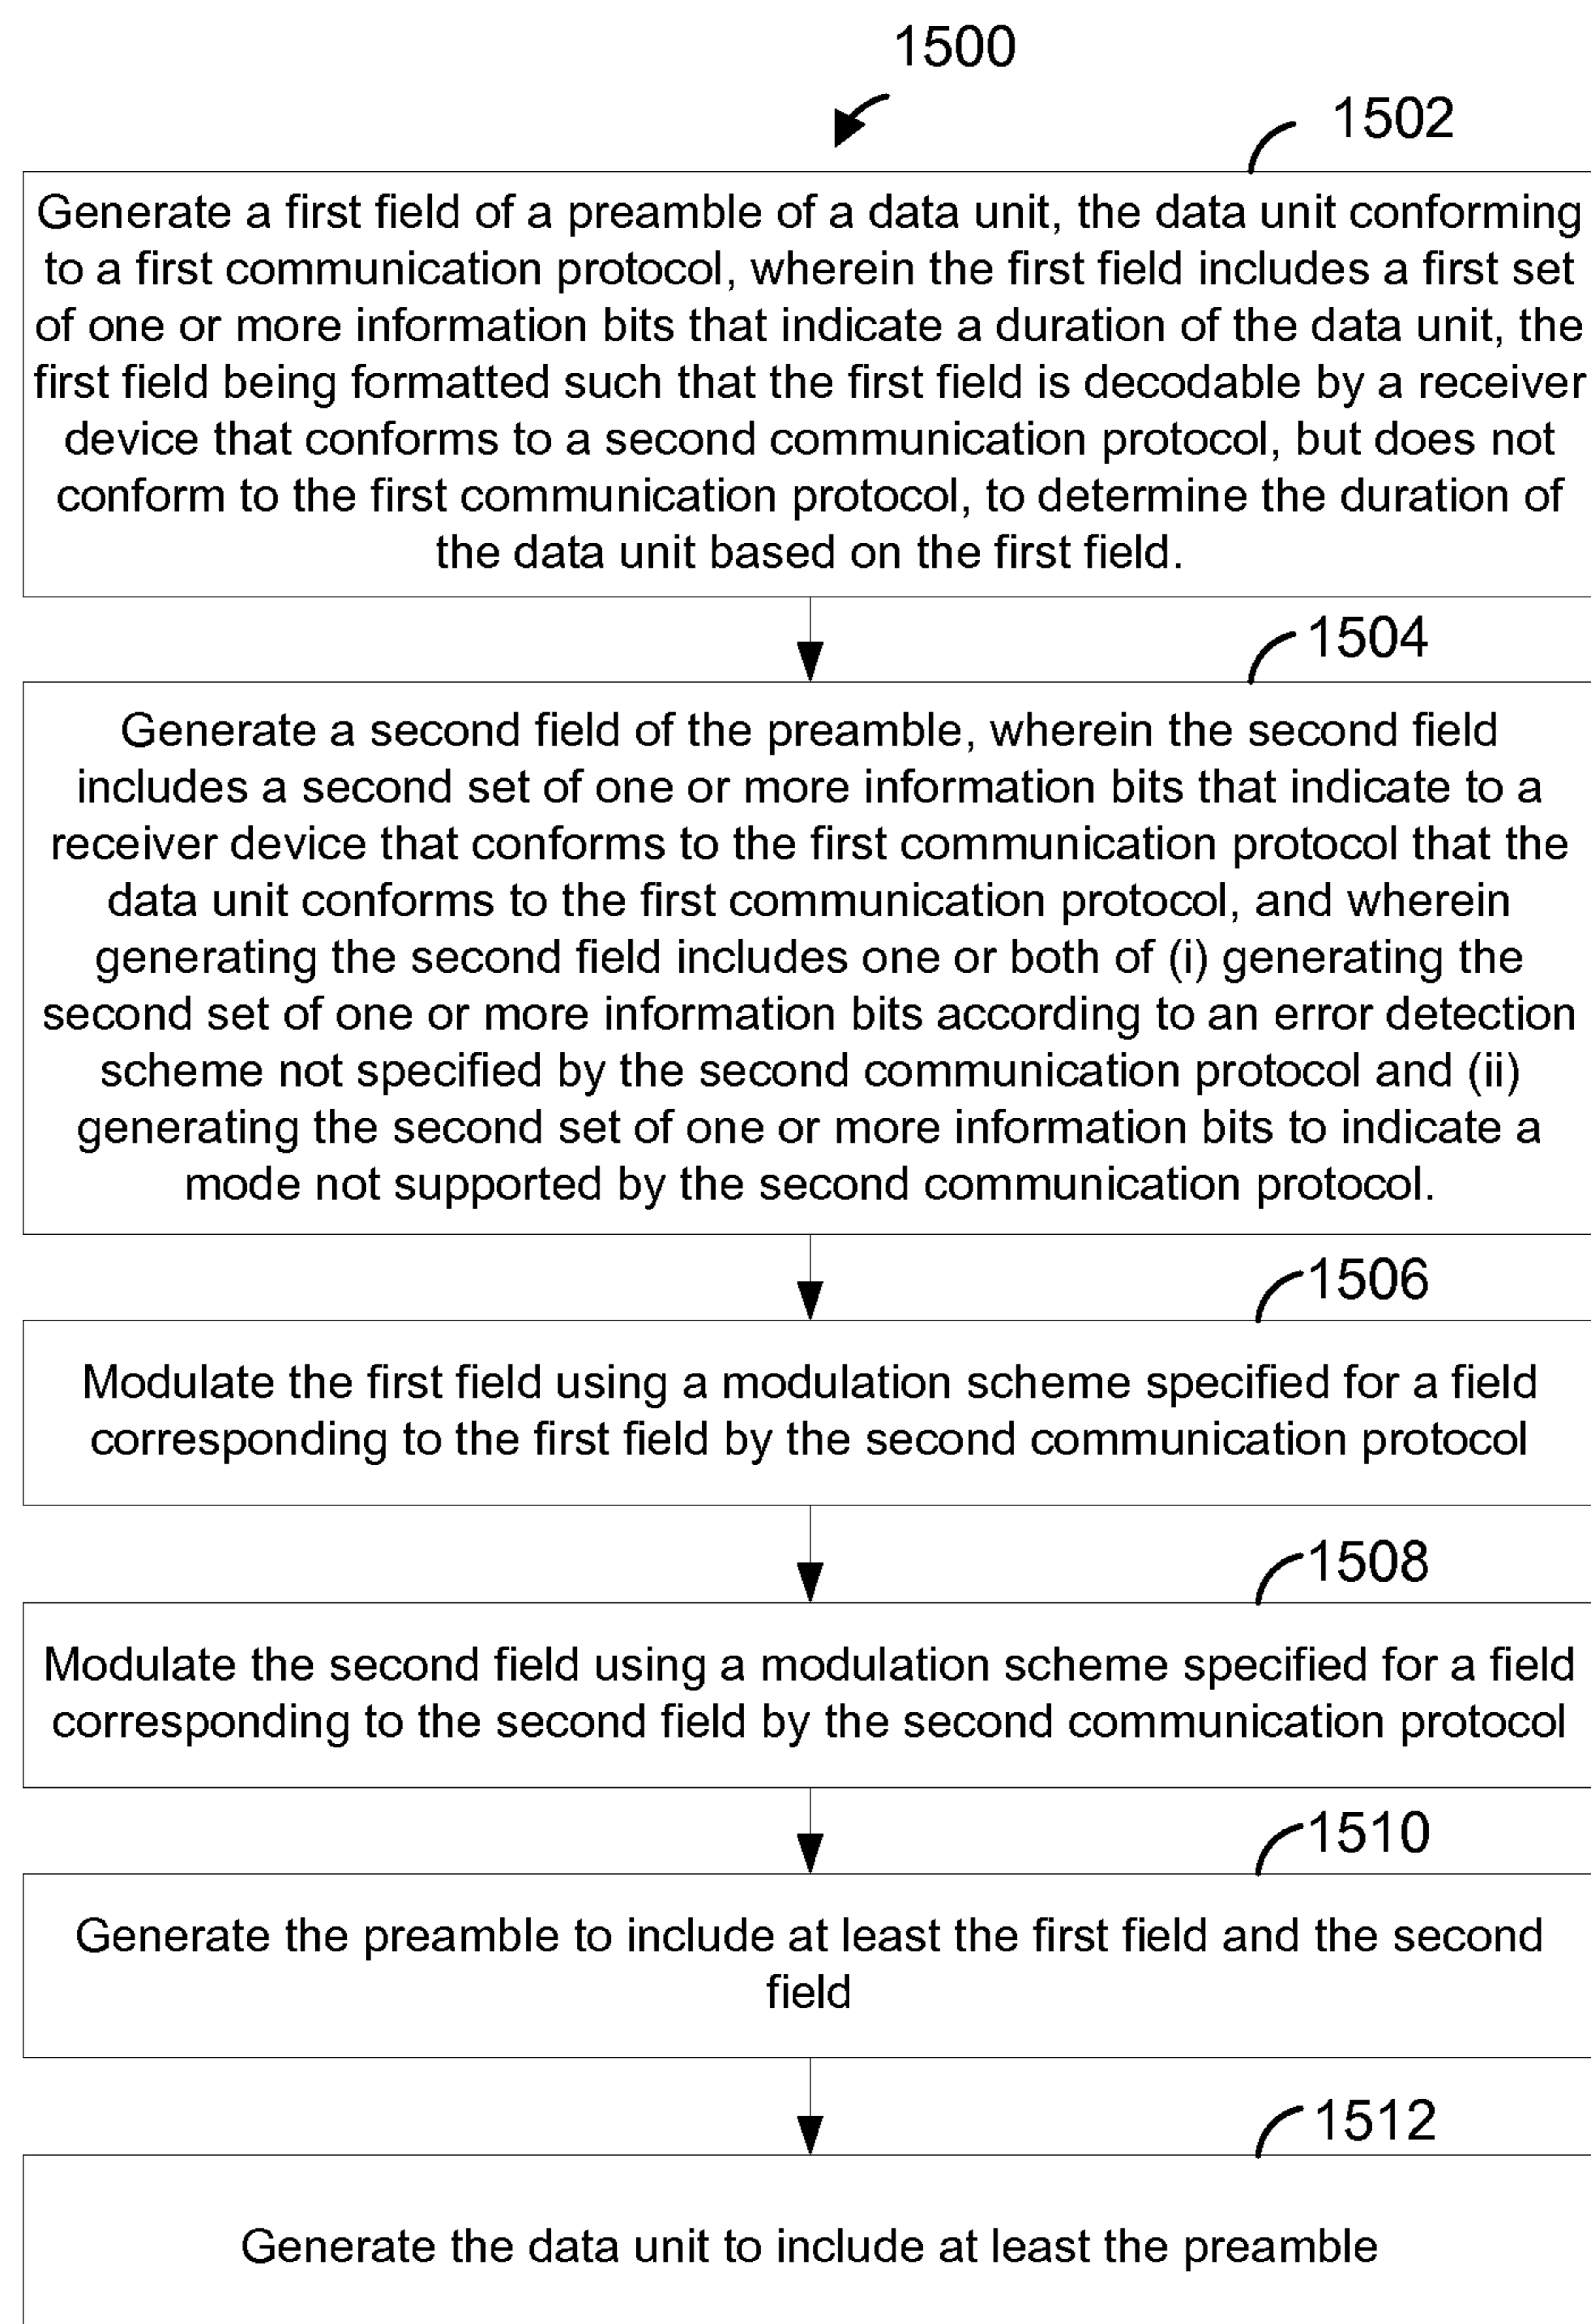 1500
1502
Generate a first field of a preamble of a data unit, the data unit conforming
to a first communication protocol, wherein the first field includes a first set
of one or more information bits that indicate a duration of the data unit, the
first field being formatted such that the first field is decodable by a receiver
device that conforms to a second communication protocol, but does not
conform to the first communication protocol, to determine the duration of
the data unit based on the first field.
1504
Generate a second field of the preamble, wherein the second field
includes a second set of one or more information bits that indicate to a
receiver device that conforms to the first communication protocol that the
data unit conforms to the first communication protocol, and wherein
generating the second field includes one or both of (i) generating the
second set of one or more information bits according to an error detection
scheme not specified by the second communication protocol and (ii)
generating the second set of one or more information bits to indicate a
mode not supported by the second communication protocol.
1506
Modulate the first field using a modulation scheme specified for a field
corresponding to the first field by the second communication protocol
1508
Modulate the second field using a modulation scheme specified for a field
corresponding to the second field by the second communication protocol
1510
Generate the preamble to include at least the first field and the second
field
1512
Generate the data unit to include at least the preamble